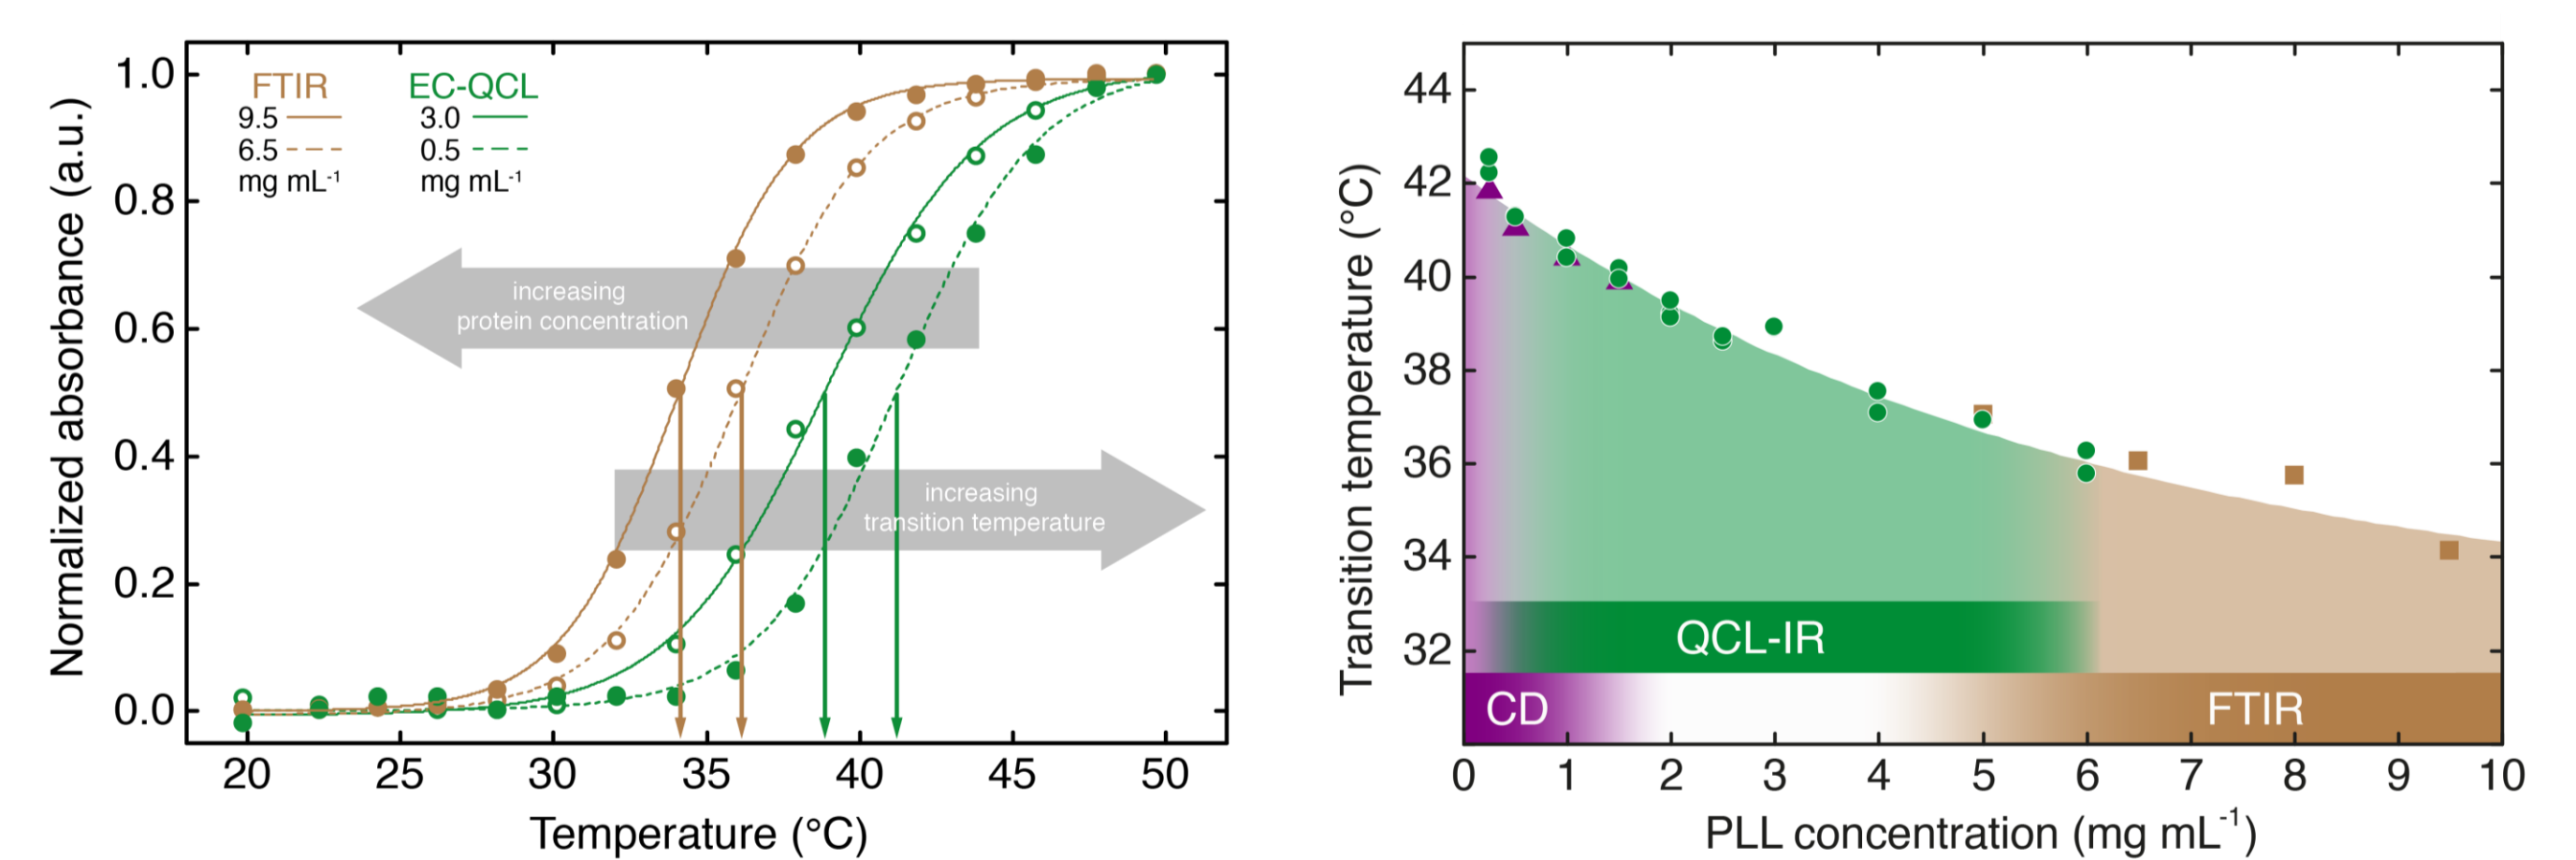 Normalized absorbance (a.u.)
1.0
0.8
0.6
0.4
0.2
0.0
FTIR
9.5
6.5
mg mL-1
EC-QCL
3.0
0.5
mg mL-1
increasing
protein concentration
increasing
transition temperature
20 25 30 35 40 45 50
Temperature (°C)
Transition temperature (°C)
44
42
40
38
36
34
32
QCL-IR
CD
FTIR
0 1 2 3 4 5 6 7 8 9 10
PLL concentration (mg mL-1)